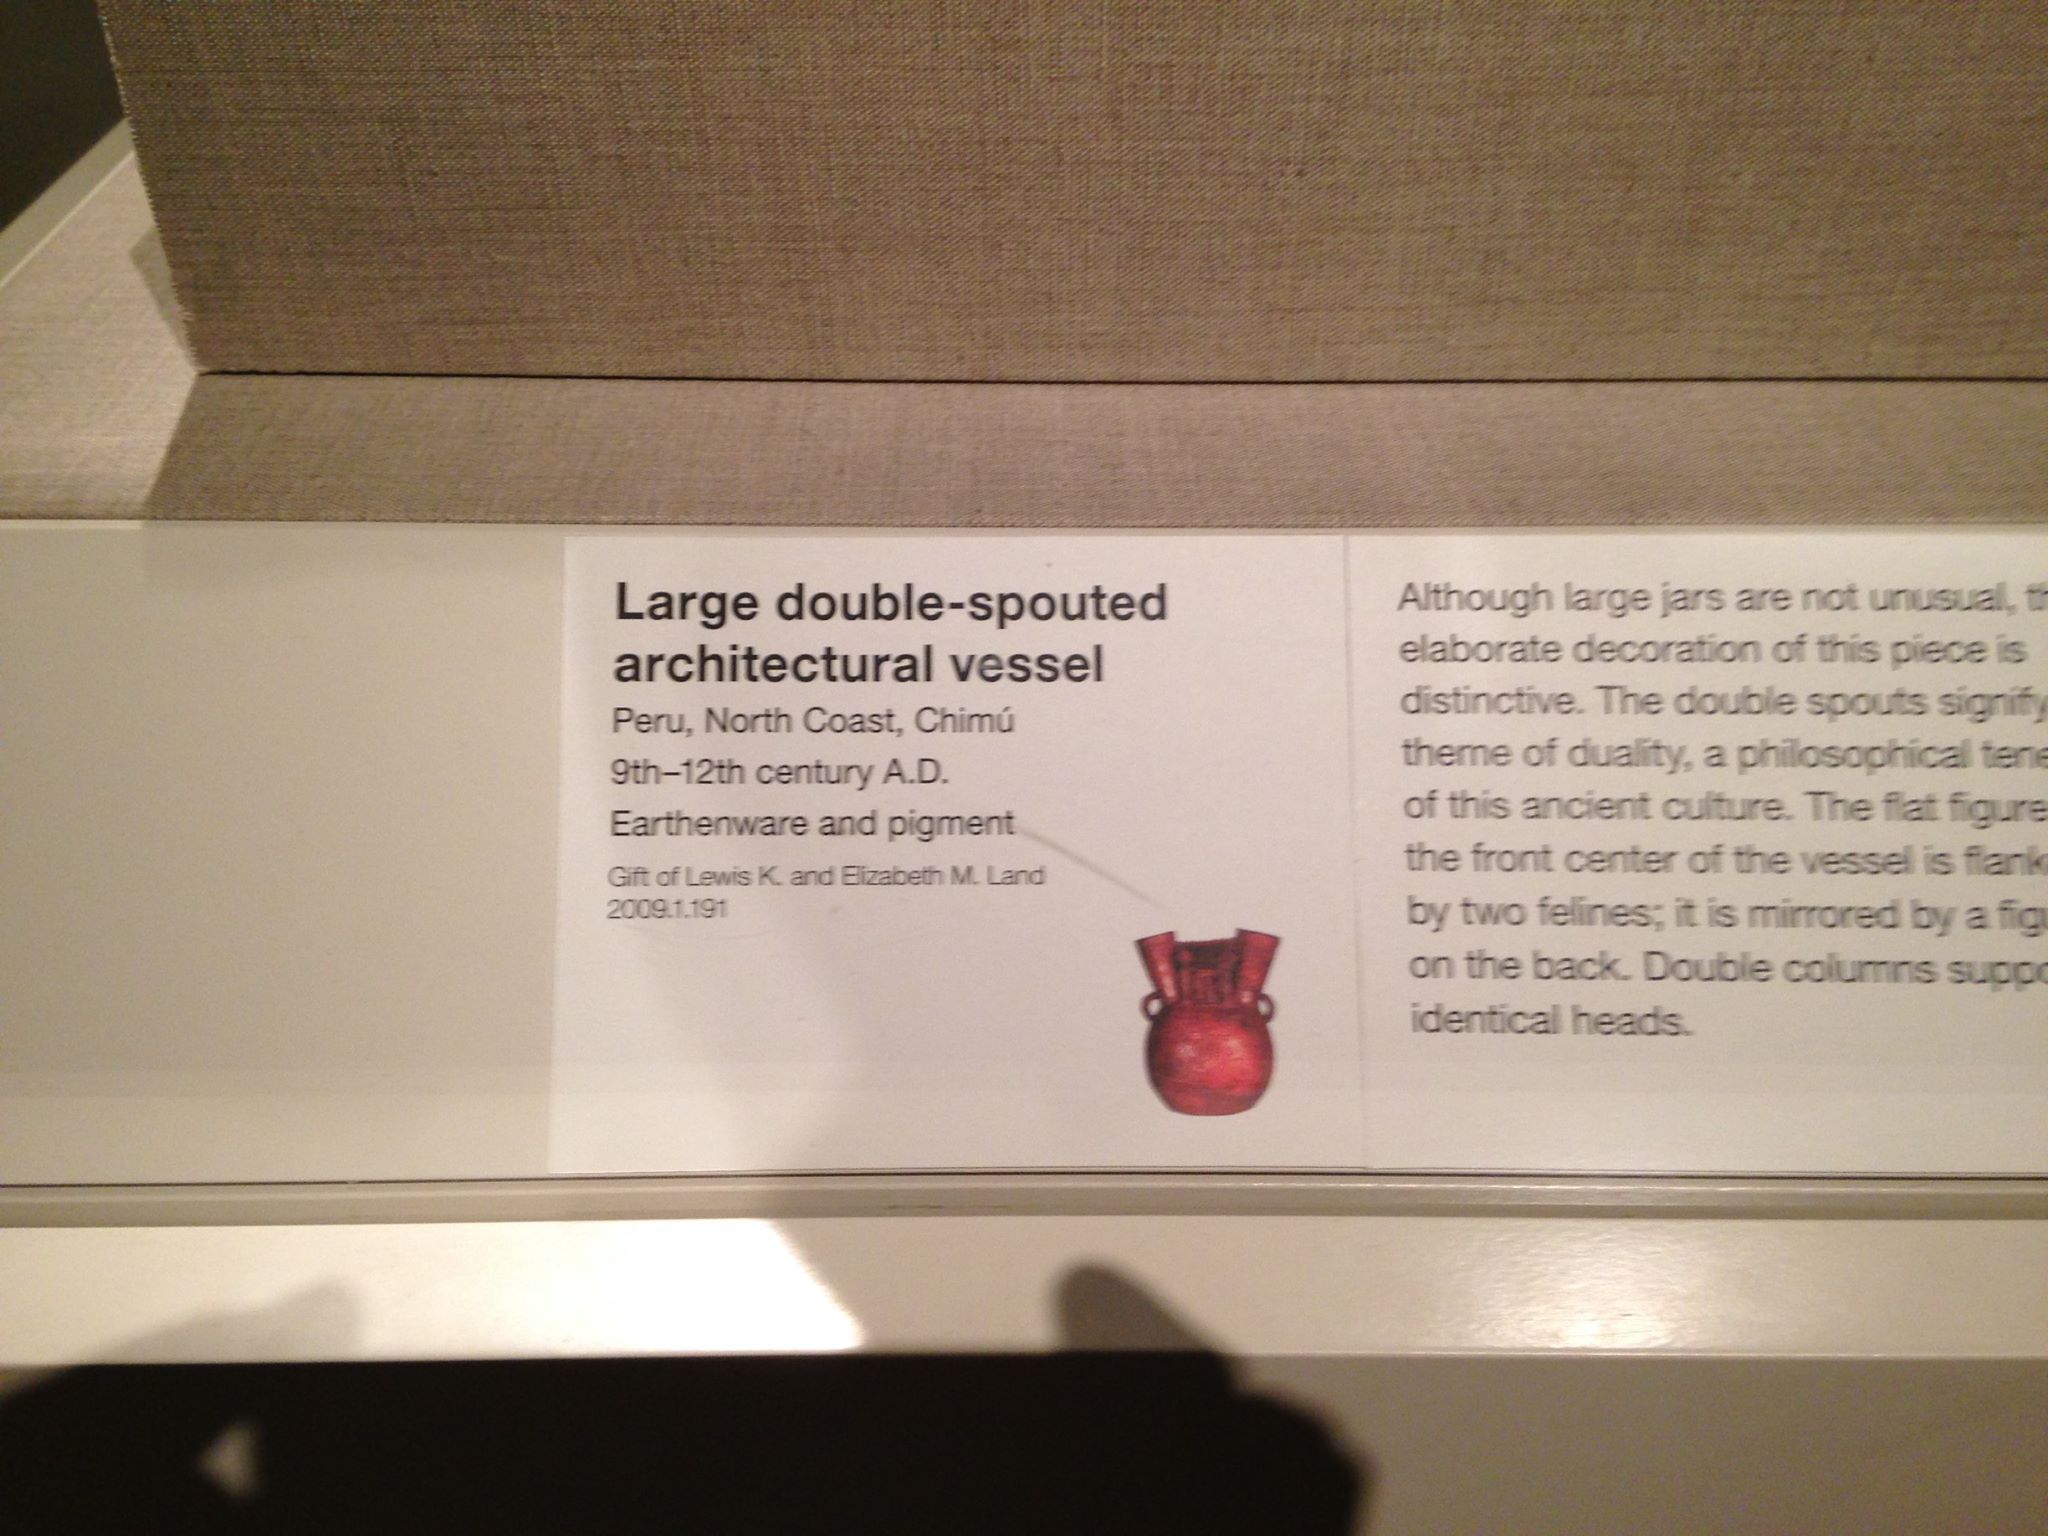 Large double-spouted
architectural vessel
Peru, North Coast, Chimú
9th–12th century A.D.
Earthenware and pigment
Gift of Lewis K. and Elizabeth M. Land
2009.1.191
Although large jars are not unusual,
elaborate decoration of this piece is
distinctive. The double spouts signify
theme of duality, a philosophical
of this ancient culture. The flat
the front center of the vessel is
by two felines; it is mirrored by a
on the back. Double columns
identical heads.